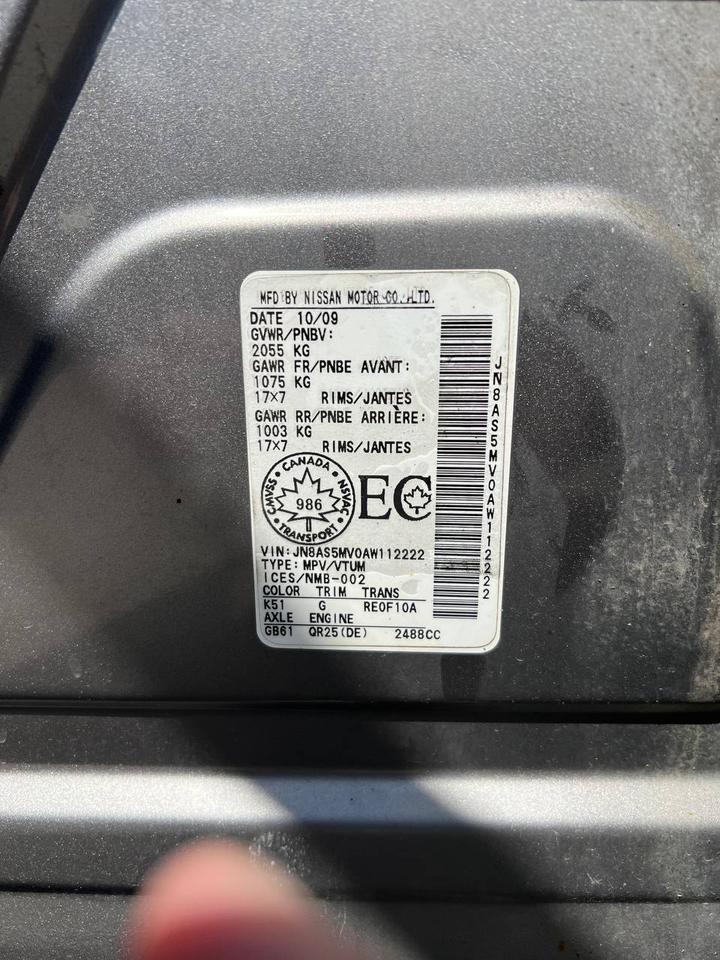 MFD BY NISSAN MOTOR CO.,LTD.
DATE 10/09
GVWR/PNBV:
2055 KG
GAWR FR/PNBE AVANT:
1075 KG
17×7 RIMS/JANTES
GAWR RR/PNBE ARRIÈRE:
1003 KG
17×7 RIMS/JANTES
CANADA
CMVSS NSVAC
986
TRANSPORT
EC
VIN:JN8AS5MV0AW112222
TYPE:MPV/VTUM
ICES/NMB-002
COLOR TRIM TRANS
K51 G RE0F10A
AXLE ENGINE
GB61 QR25(DE) 2488CC
JN8AS5MV0AW112222